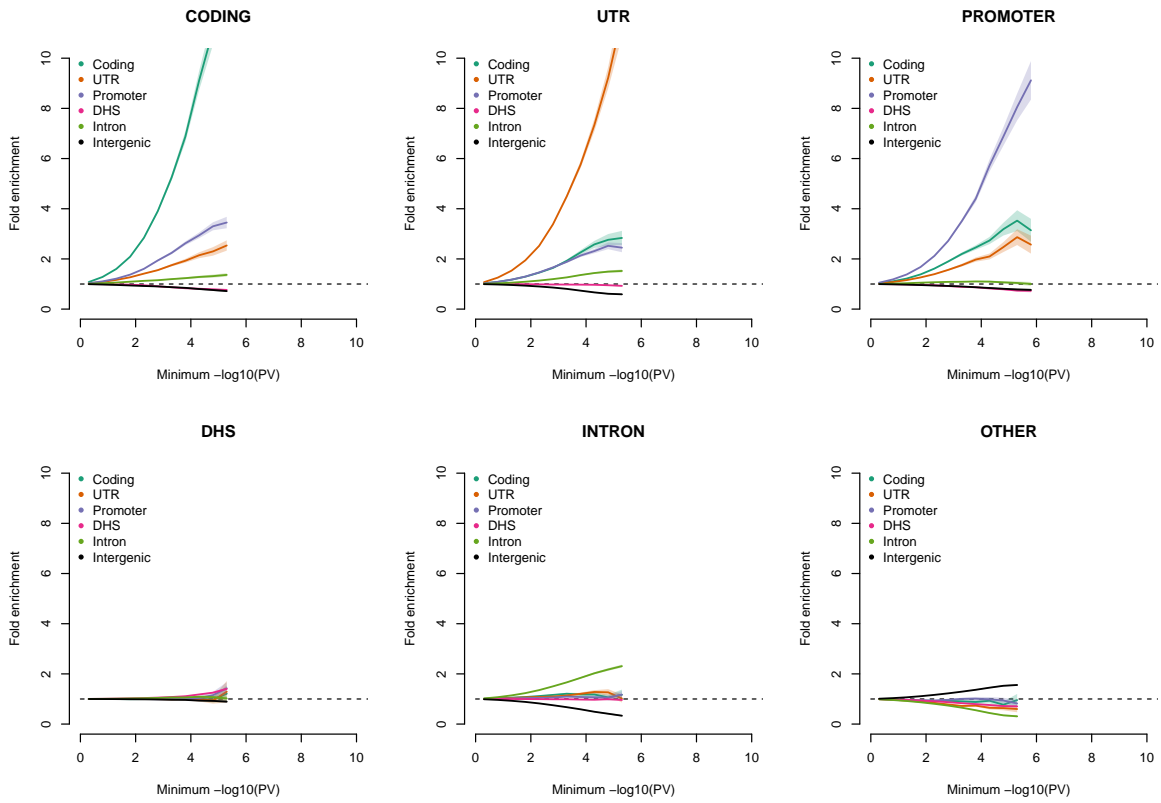 CODING
Fold enrichment
10
8
6
4
2
0
Coding
UTR
Promoter
DHS
Intron
Intergenic
0 2 4 6 8 10
Minimum −log10(PV)
UTR
Fold enrichment
10
8
6
4
2
0
Coding
UTR
Promoter
DHS
Intron
Intergenic
0 2 4 6 8 10
Minimum −log10(PV)
PROMOTER
Fold enrichment
10
8
6
4
2
0
Coding
UTR
Promoter
DHS
Intron
Intergenic
0 2 4 6 8 10
Minimum −log10(PV)
DHS
Fold enrichment
10
8
6
4
2
0
Coding
UTR
Promoter
DHS
Intron
Intergenic
0 2 4 6 8 10
Minimum −log10(PV)
INTRON
Fold enrichment
10
8
6
4
2
0
Coding
UTR
Promoter
DHS
Intron
Intergenic
0 2 4 6 8 10
Minimum −log10(PV)
OTHER
Fold enrichment
10
8
6
4
2
0
Coding
UTR
Promoter
DHS
Intron
Intergenic
0 2 4 6 8 10
Minimum −log10(PV)